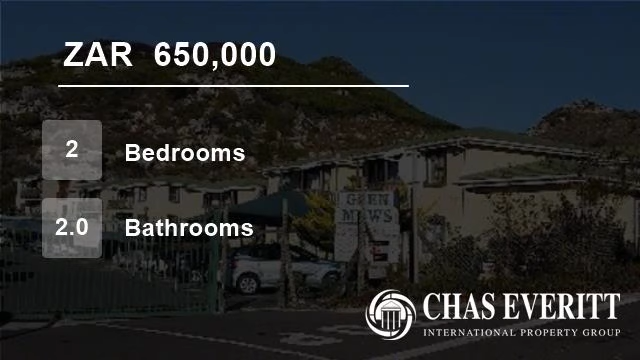 ZAR 650,000
2 Bedrooms
2.0 Bathrooms
GLEN
MEWS
CHAS EVERITT
INTERNATIONAL PROPERTY GROUP